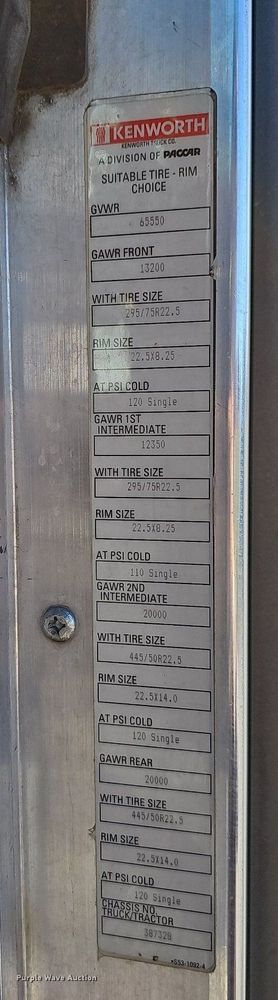 KENWORTH
KENWORTH TRUCK CO.
A DIVISION OF PACCAR
SUITABLE TIRE - RIM
CHOICE
GVWR
65550
GAWR FRONT
13200
WITH TIRE SIZE
295/75R22.5
RIM SIZE
22.5X8.25
AT PSI COLD
120 Single
GAWR 1ST
INTERMEDIATE
12350
WITH TIRE SIZE
295/75R22.5
RIM SIZE
22.5X8.25
AT PSI COLD
110 Single
GAWR 2ND
INTERMEDIATE
20000
WITH TIRE SIZE
445/50R22.5
RIM SIZE
22.5X14.0
AT PSI COLD
120 Single
GAWR REAR
20000
WITH TIRE SIZE
445/50R22.5
RIM SIZE
22.5X14.0
AT PSI COLD
120 Single
CHASSIS NO.
TRUCK/TRACTOR
387320
Purple Wave Auction